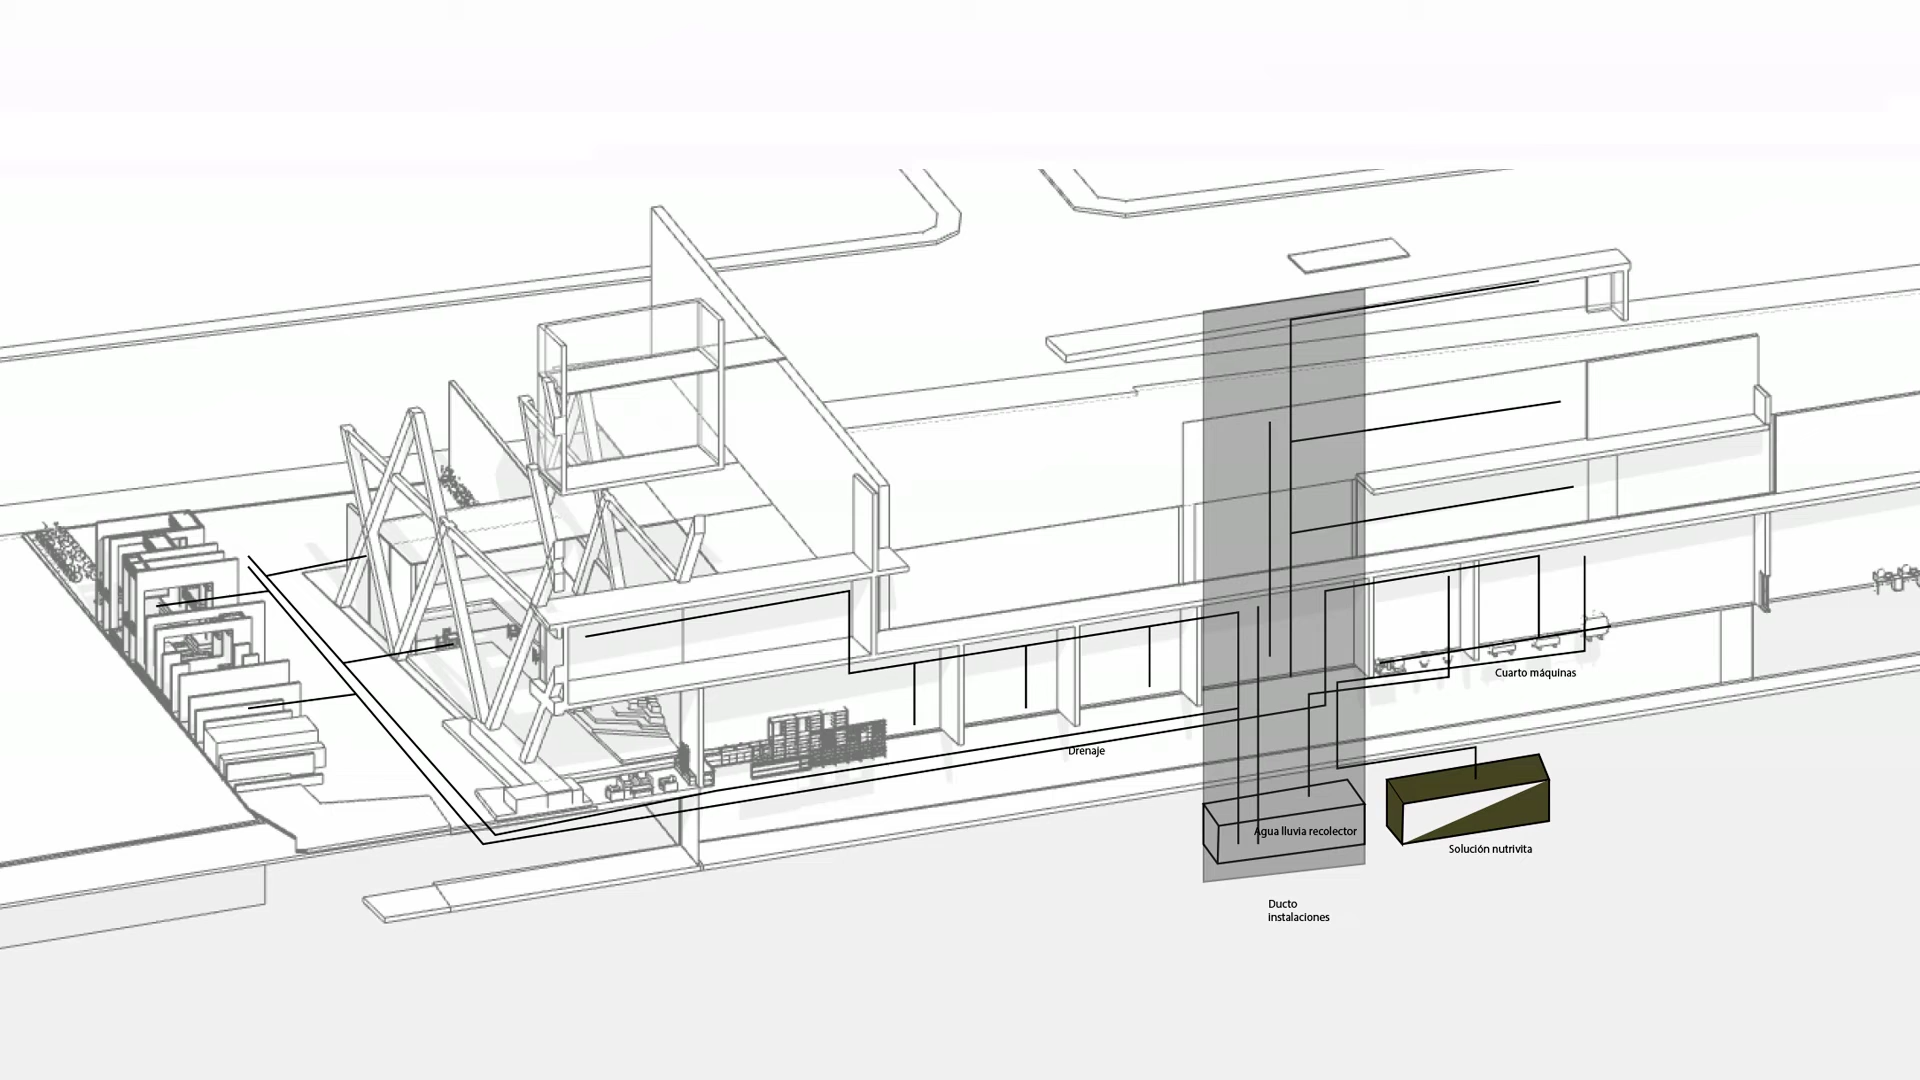 Cuarto máquinas
Drenaje
Agua lluvia recolector
Solución nutrivita
Ducto
instalaciones